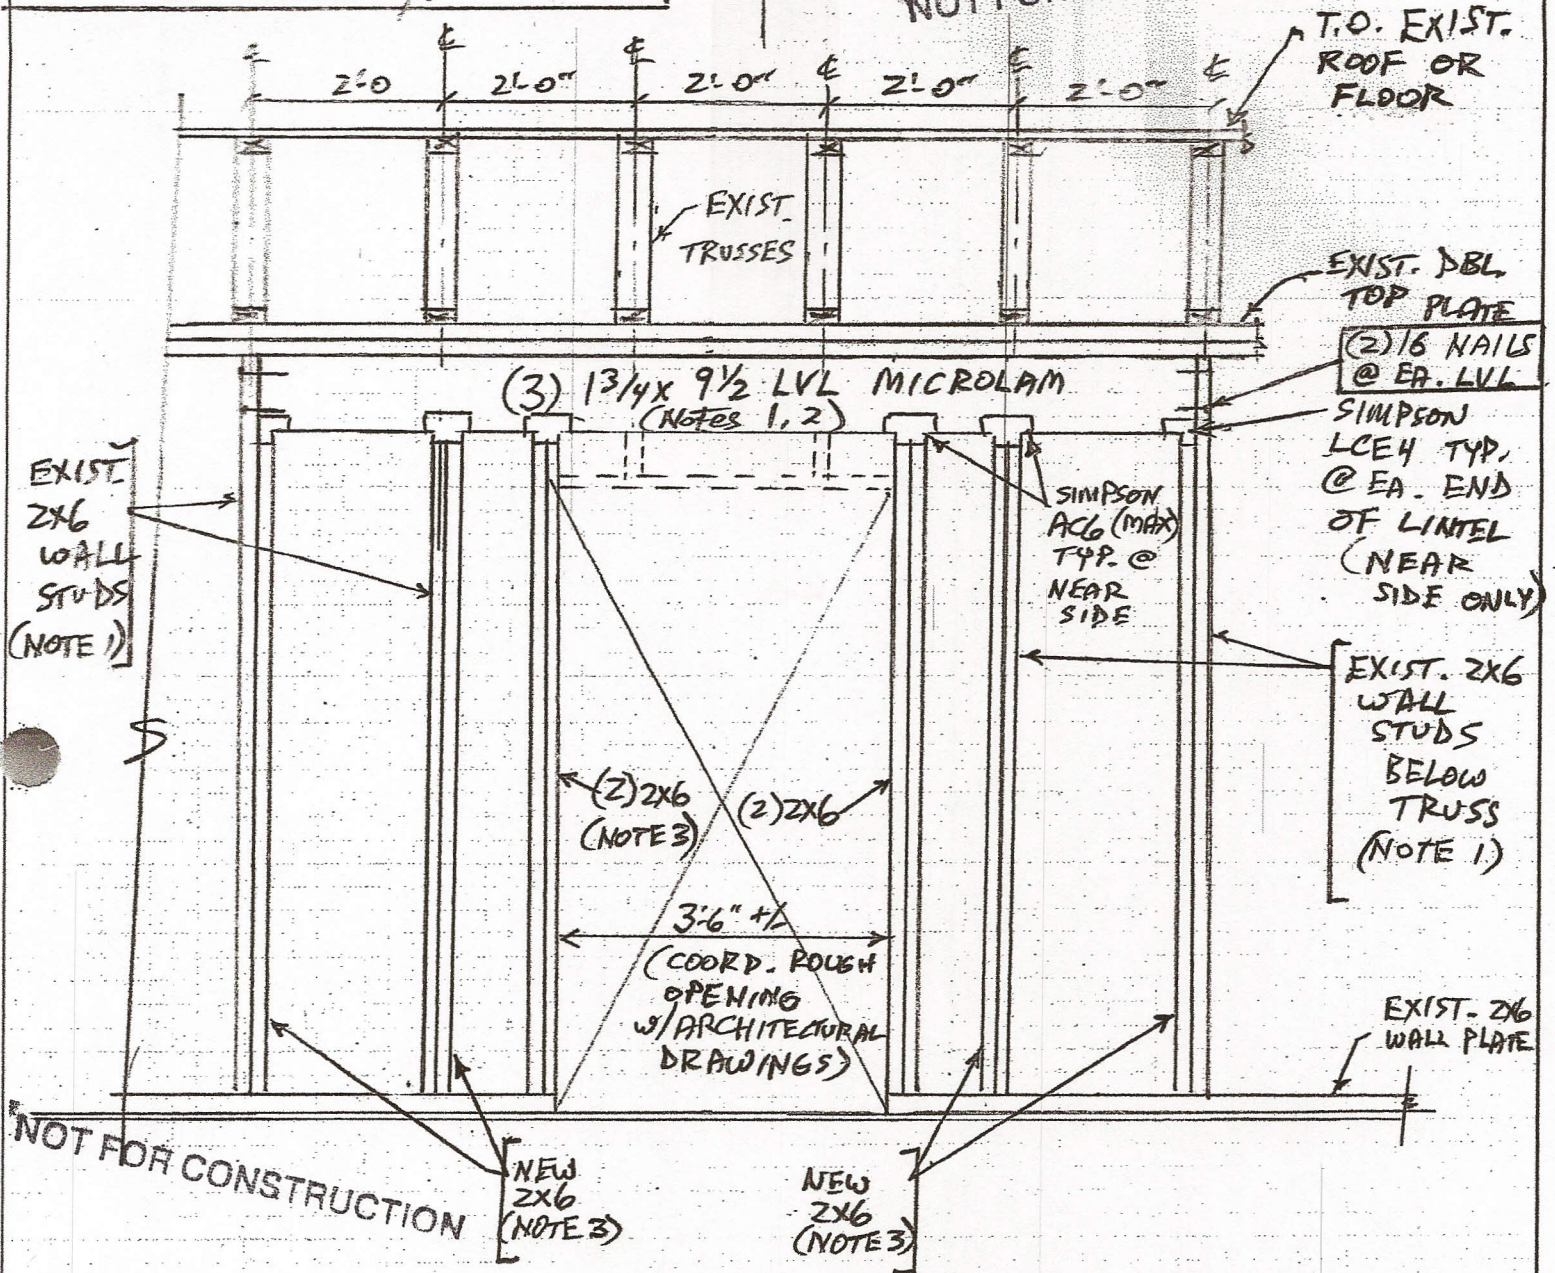 ℄ ℄ ℄ ℄ ℄ ℄
2'-0 2'-0" 2'-0" 2'-0" 2'-0"
T.O. EXIST.
ROOF OR
FLOOR
EXIST.
TRUSSES
EXIST. DBL.
TOP PLATE
(2) 16 NAILS
@ EA. LVL
(3) 1 3/4 x 9 1/2 LVL MICROLAM
(Notes 1, 2)
SIMPSON
LCE4 TYP.
@ EA. END
OF LINTEL
(NEAR
SIDE ONLY)
EXIST.
2x6
WALL
STUDS
(NOTE 1)
SIMPSON
AC6 (MAX)
TYP. @
NEAR
SIDE
EXIST. 2x6
WALL
STUDS
BELOW
TRUSS
(NOTE 1)
(2) 2x6
(NOTE 3)
(2) 2x6
3'-6" +/-
(COORD. ROUGH
OPENING
W/ARCHITECTURAL
DRAWINGS)
EXIST. 2x6
WALL PLATE
NOT FOR CONSTRUCTION
NEW
2x6
(NOTE 3)
NEW
2x6
(NOTE 3)